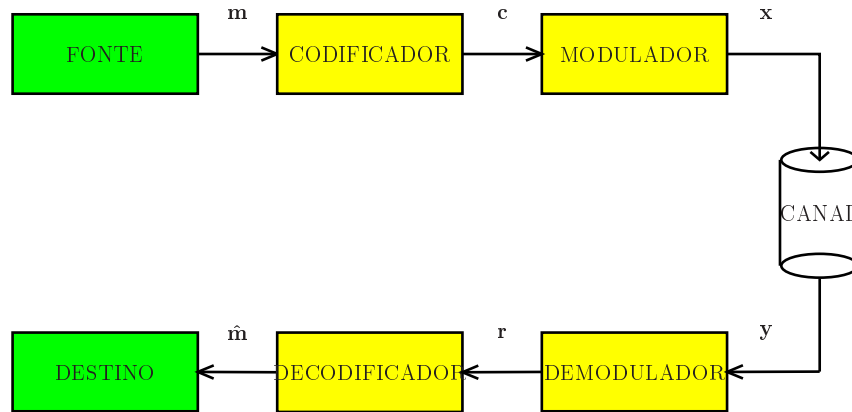 m c x
FONTE CODIFICADOR MODULADOR
CANAL
m̂ r y
DESTINO DECODIFICADOR DEMODULADOR